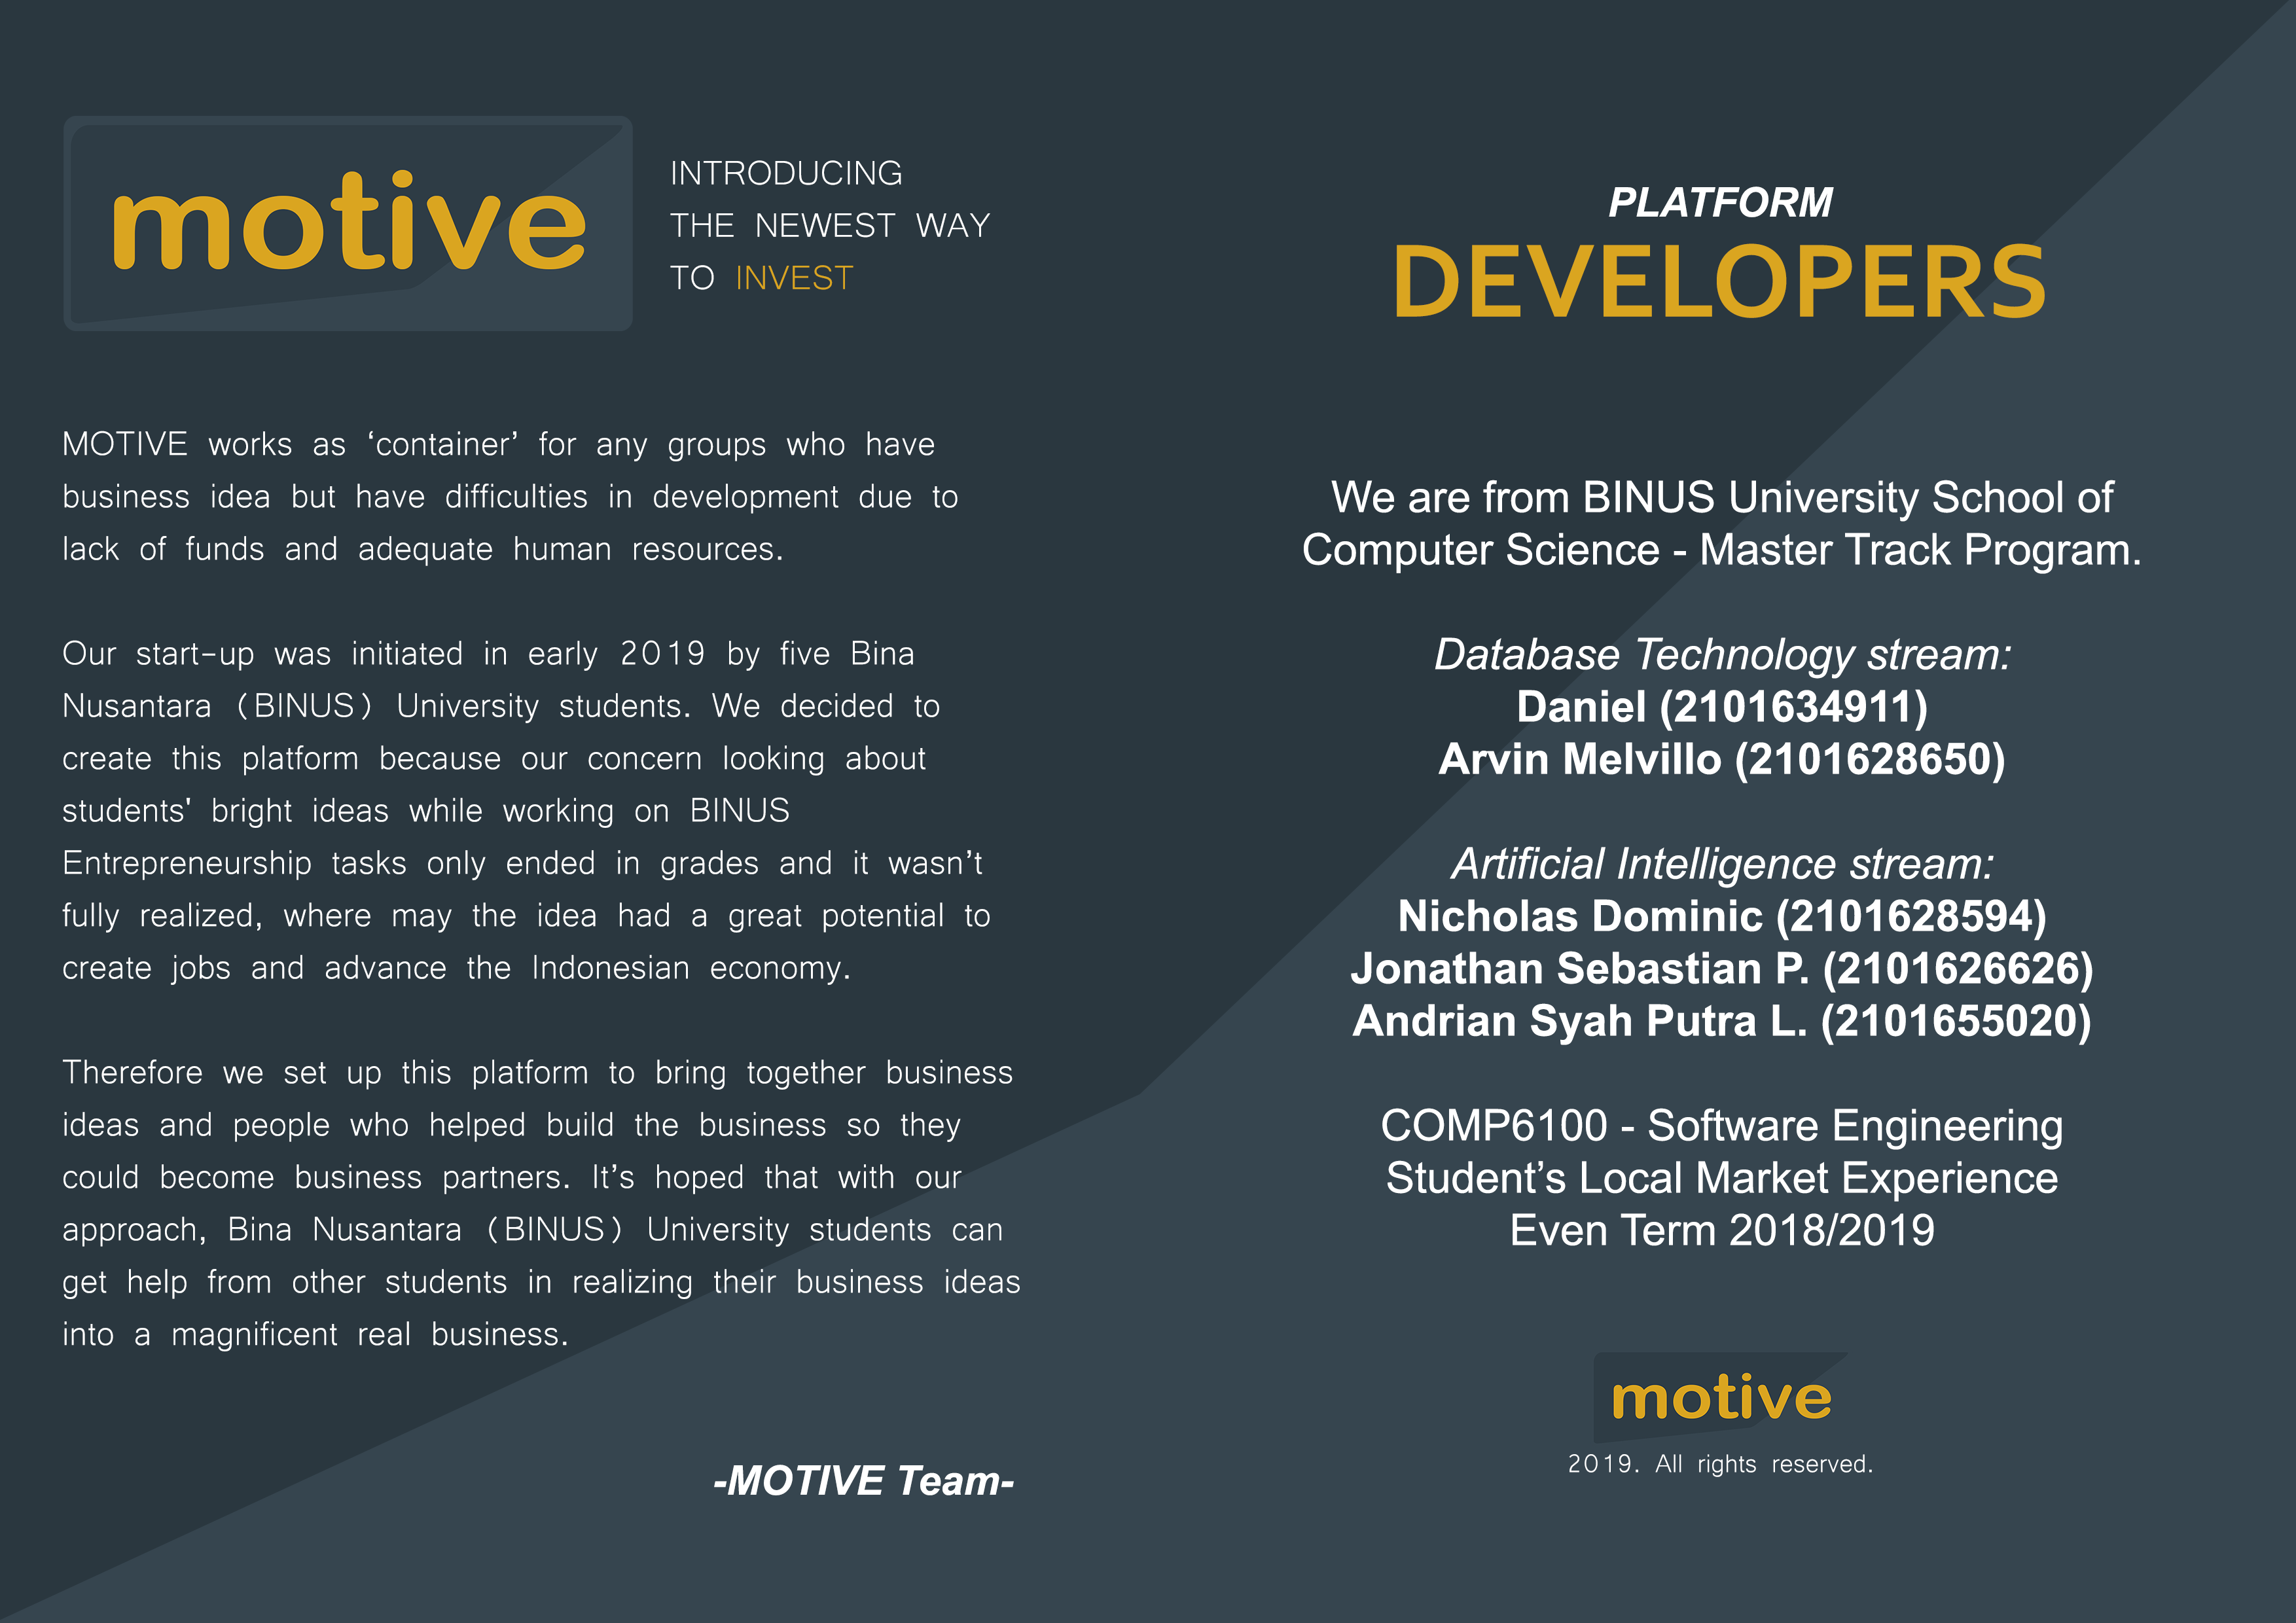 motive
INTRODUCING
THE NEWEST WAY
TO INVEST
MOTIVE works as ‘container’ for any groups who have
business idea but have difficulties in development due to
lack of funds and adequate human resources.
Our start-up was initiated in early 2019 by five Bina
Nusantara (BINUS) University students. We decided to
create this platform because our concern looking about
students' bright ideas while working on BINUS
Entrepreneurship tasks only ended in grades and it wasn’t
fully realized, where may the idea had a great potential to
create jobs and advance the Indonesian economy.
Therefore we set up this platform to bring together business
ideas and people who helped build the business so they
could become business partners. It’s hoped that with our
approach, Bina Nusantara (BINUS) University students can
get help from other students in realizing their business ideas
into a magnificent real business.
-MOTIVE Team-
PLATFORM
DEVELOPERS
We are from BINUS University School of
Computer Science - Master Track Program.
Database Technology stream:
Daniel (2101634911)
Arvin Melvillo (2101628650)
Artificial Intelligence stream:
Nicholas Dominic (2101628594)
Jonathan Sebastian P. (2101626626)
Andrian Syah Putra L. (2101655020)
COMP6100 - Software Engineering
Student’s Local Market Experience
Even Term 2018/2019
motive
2019. All rights reserved.